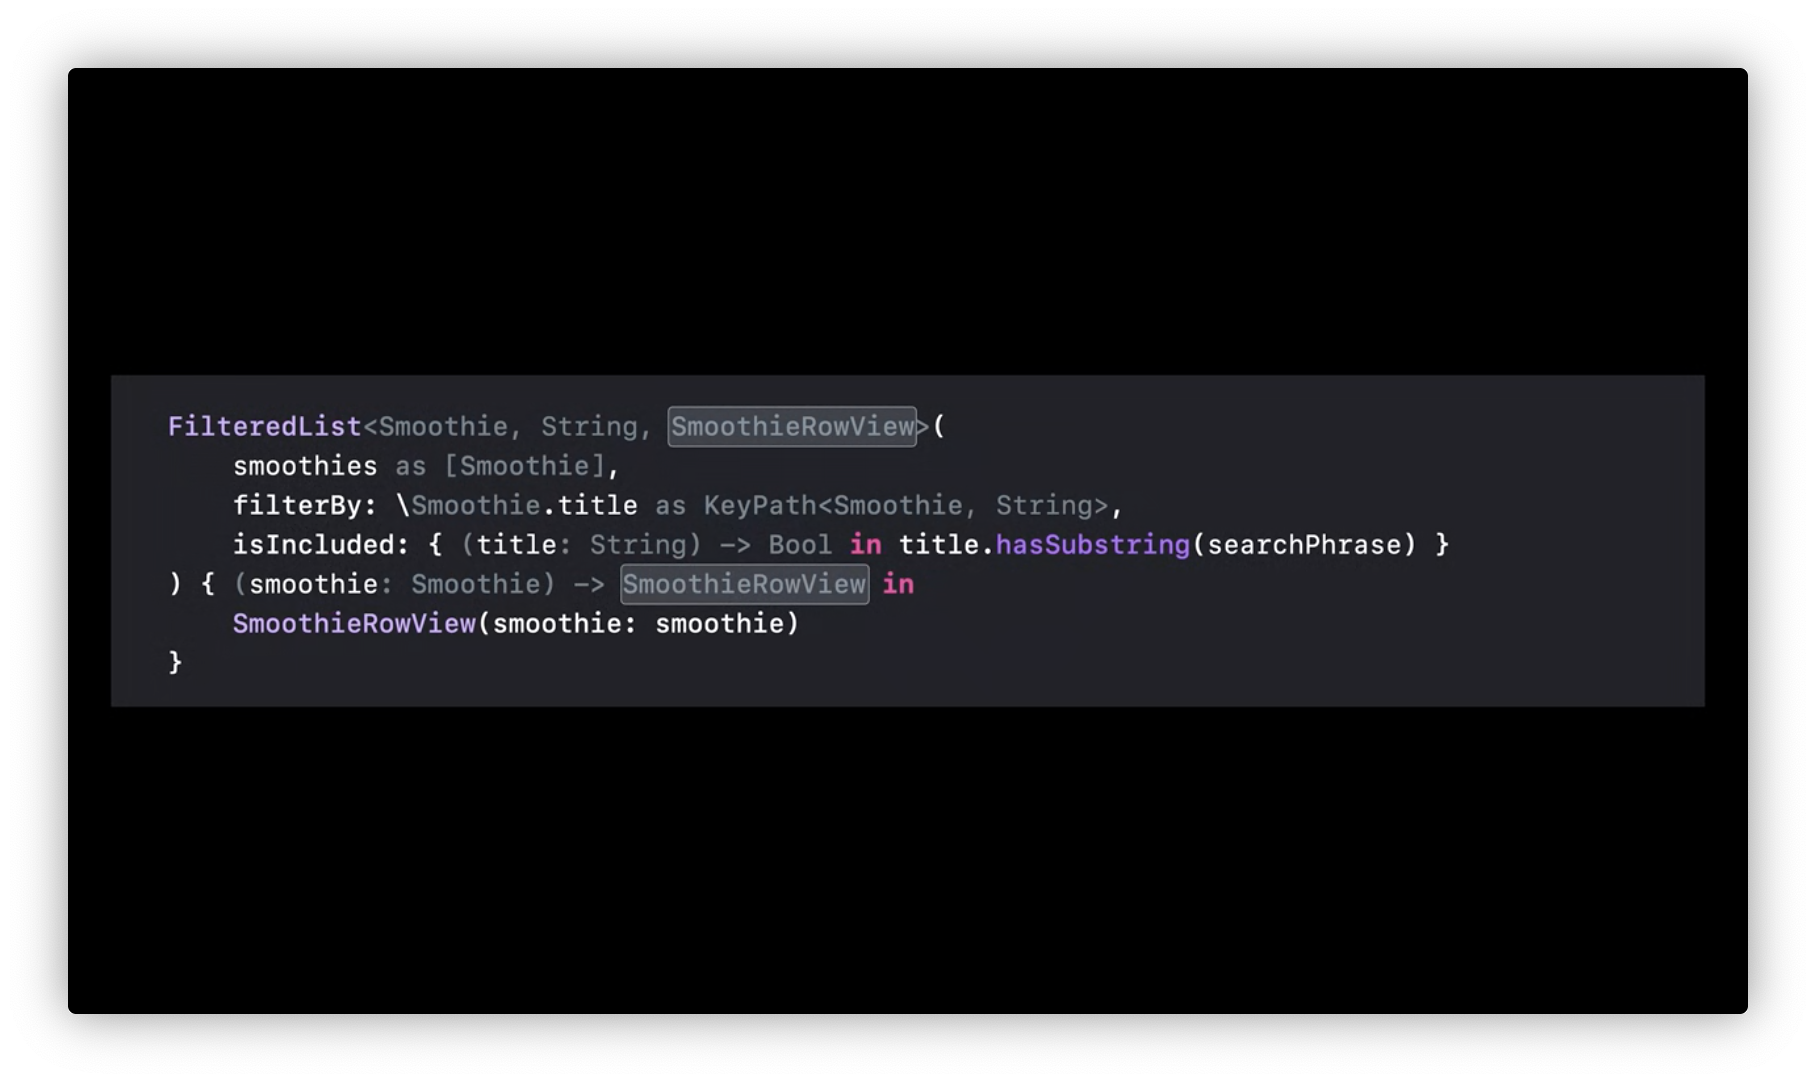 FilteredList<Smoothie, String, SmoothieRowView>(
    smoothies as [Smoothie],
    filterBy: \Smoothie.title as KeyPath<Smoothie, String>,
    isIncluded: { (title: String) -> Bool in title.hasSubstring(searchPhrase) }
) { (smoothie: Smoothie) -> SmoothieRowView in
    SmoothieRowView(smoothie: smoothie)
}